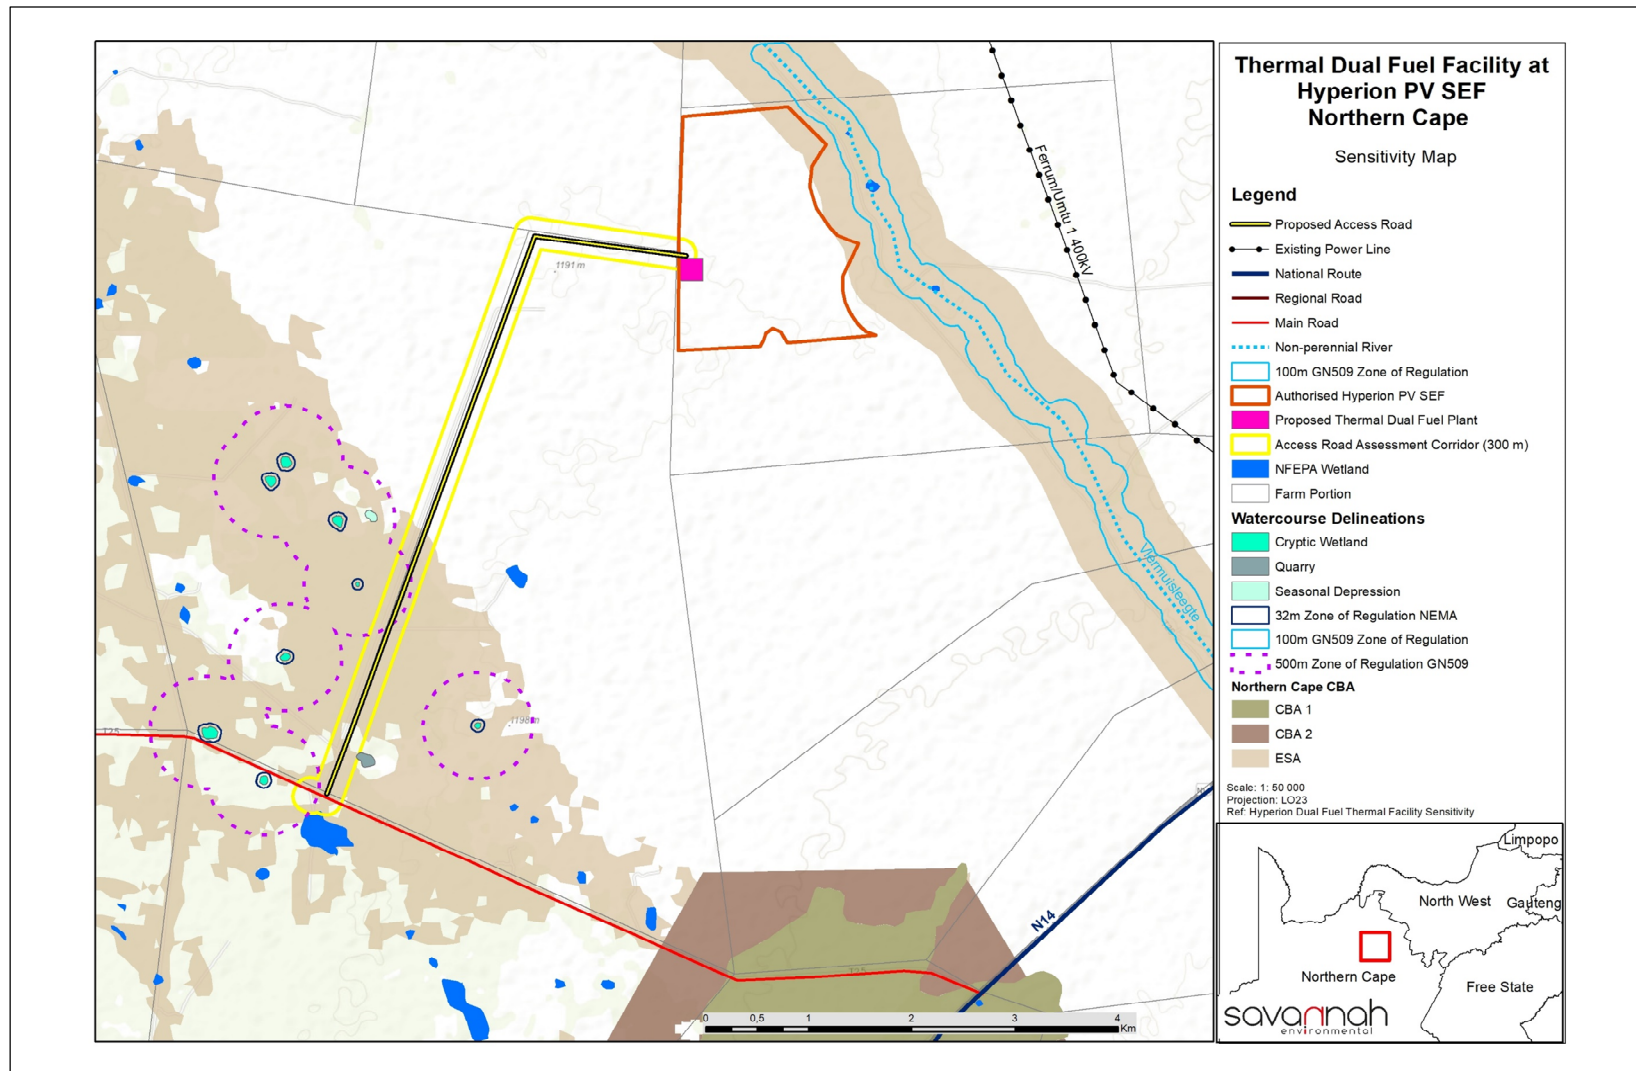 Thermal Dual Fuel Facility at
Hyperion PV SEF
Northern Cape
Sensitivity Map
Legend
Proposed Access Road
Existing Power Line
National Route
Regional Road
Main Road
Non-perennial River
100m GN509 Zone of Regulation
Authorised Hyperion PV SEF
Proposed Thermal Dual Fuel Plant
Access Road Assessment Corridor (300 m)
NFEPA Wetland
Farm Portion
Watercourse Delineations
Cryptic Wetland
Quarry
Seasonal Depression
32m Zone of Regulation NEMA
100m GN509 Zone of Regulation
500m Zone of Regulation GN509
Northern Cape CBA
CBA 1
CBA 2
ESA
Scale: 1: 50 000
Projection: LO23
Ref: Hyperion Dual Fuel Thermal Facility Sensitivity
Limpopo
North West
Gauteng
Northern Cape
Free State
savannah
environmental
Ferrum/Umtu 1 400kV
1191 m
Vlermuisleegte
1198 m
T25
N14
T25
0 0,5 1 2 3 4
Km